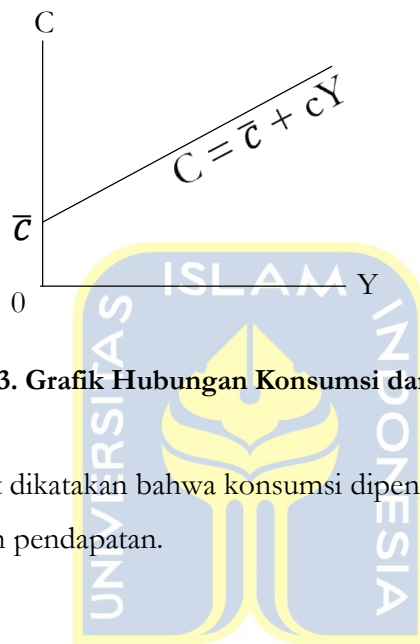 C
C = c̄ + cY
c̄
0
Y
3. Grafik Hubungan Konsumsi dan
t dikatakan bahwa konsumsi dipen
n pendapatan.
UNIVERSITAS ISLAM INDONESIA